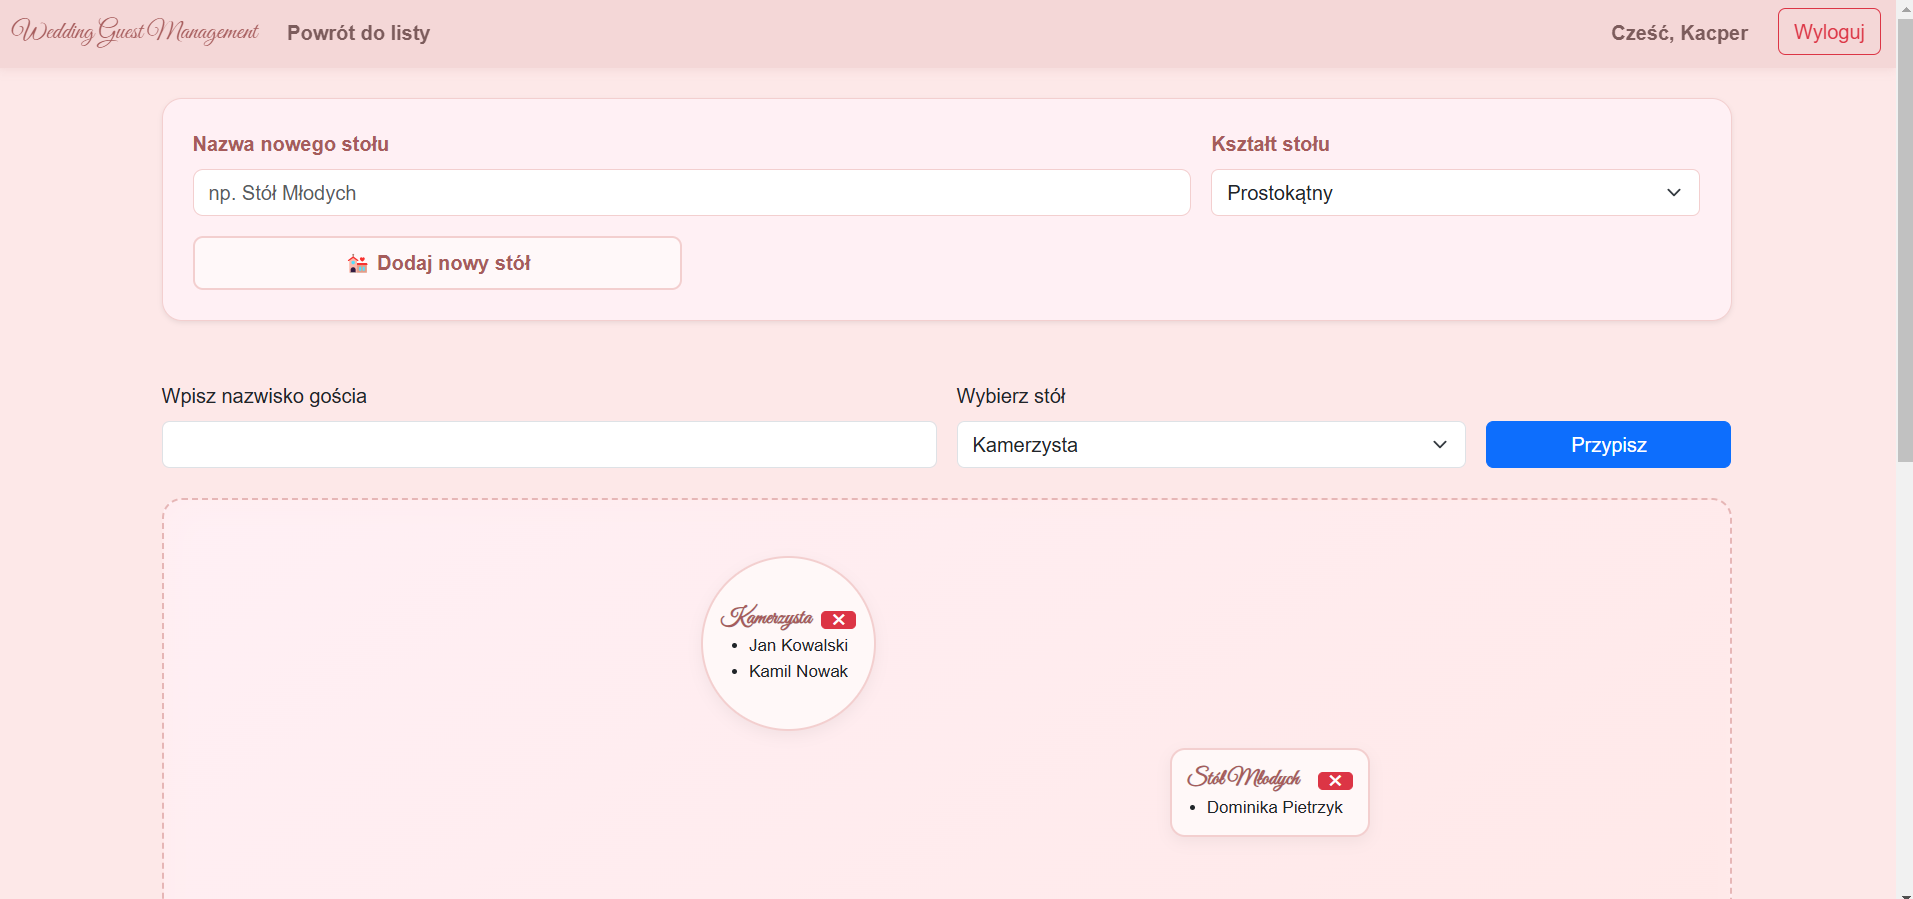 Wedding Guest Management Powrót do listy Cześć, Kacper Wyloguj
Nazwa nowego stołu Kształt stołu
np. Stół Młodych Prostokątny
Dodaj nowy stół
Wpisz nazwisko gościa Wybierz stół
Kamerzysta Przypisz
Kamerzysta
Jan Kowalski
Kamil Nowak
Stół Młodych
Dominika Pietrzyk